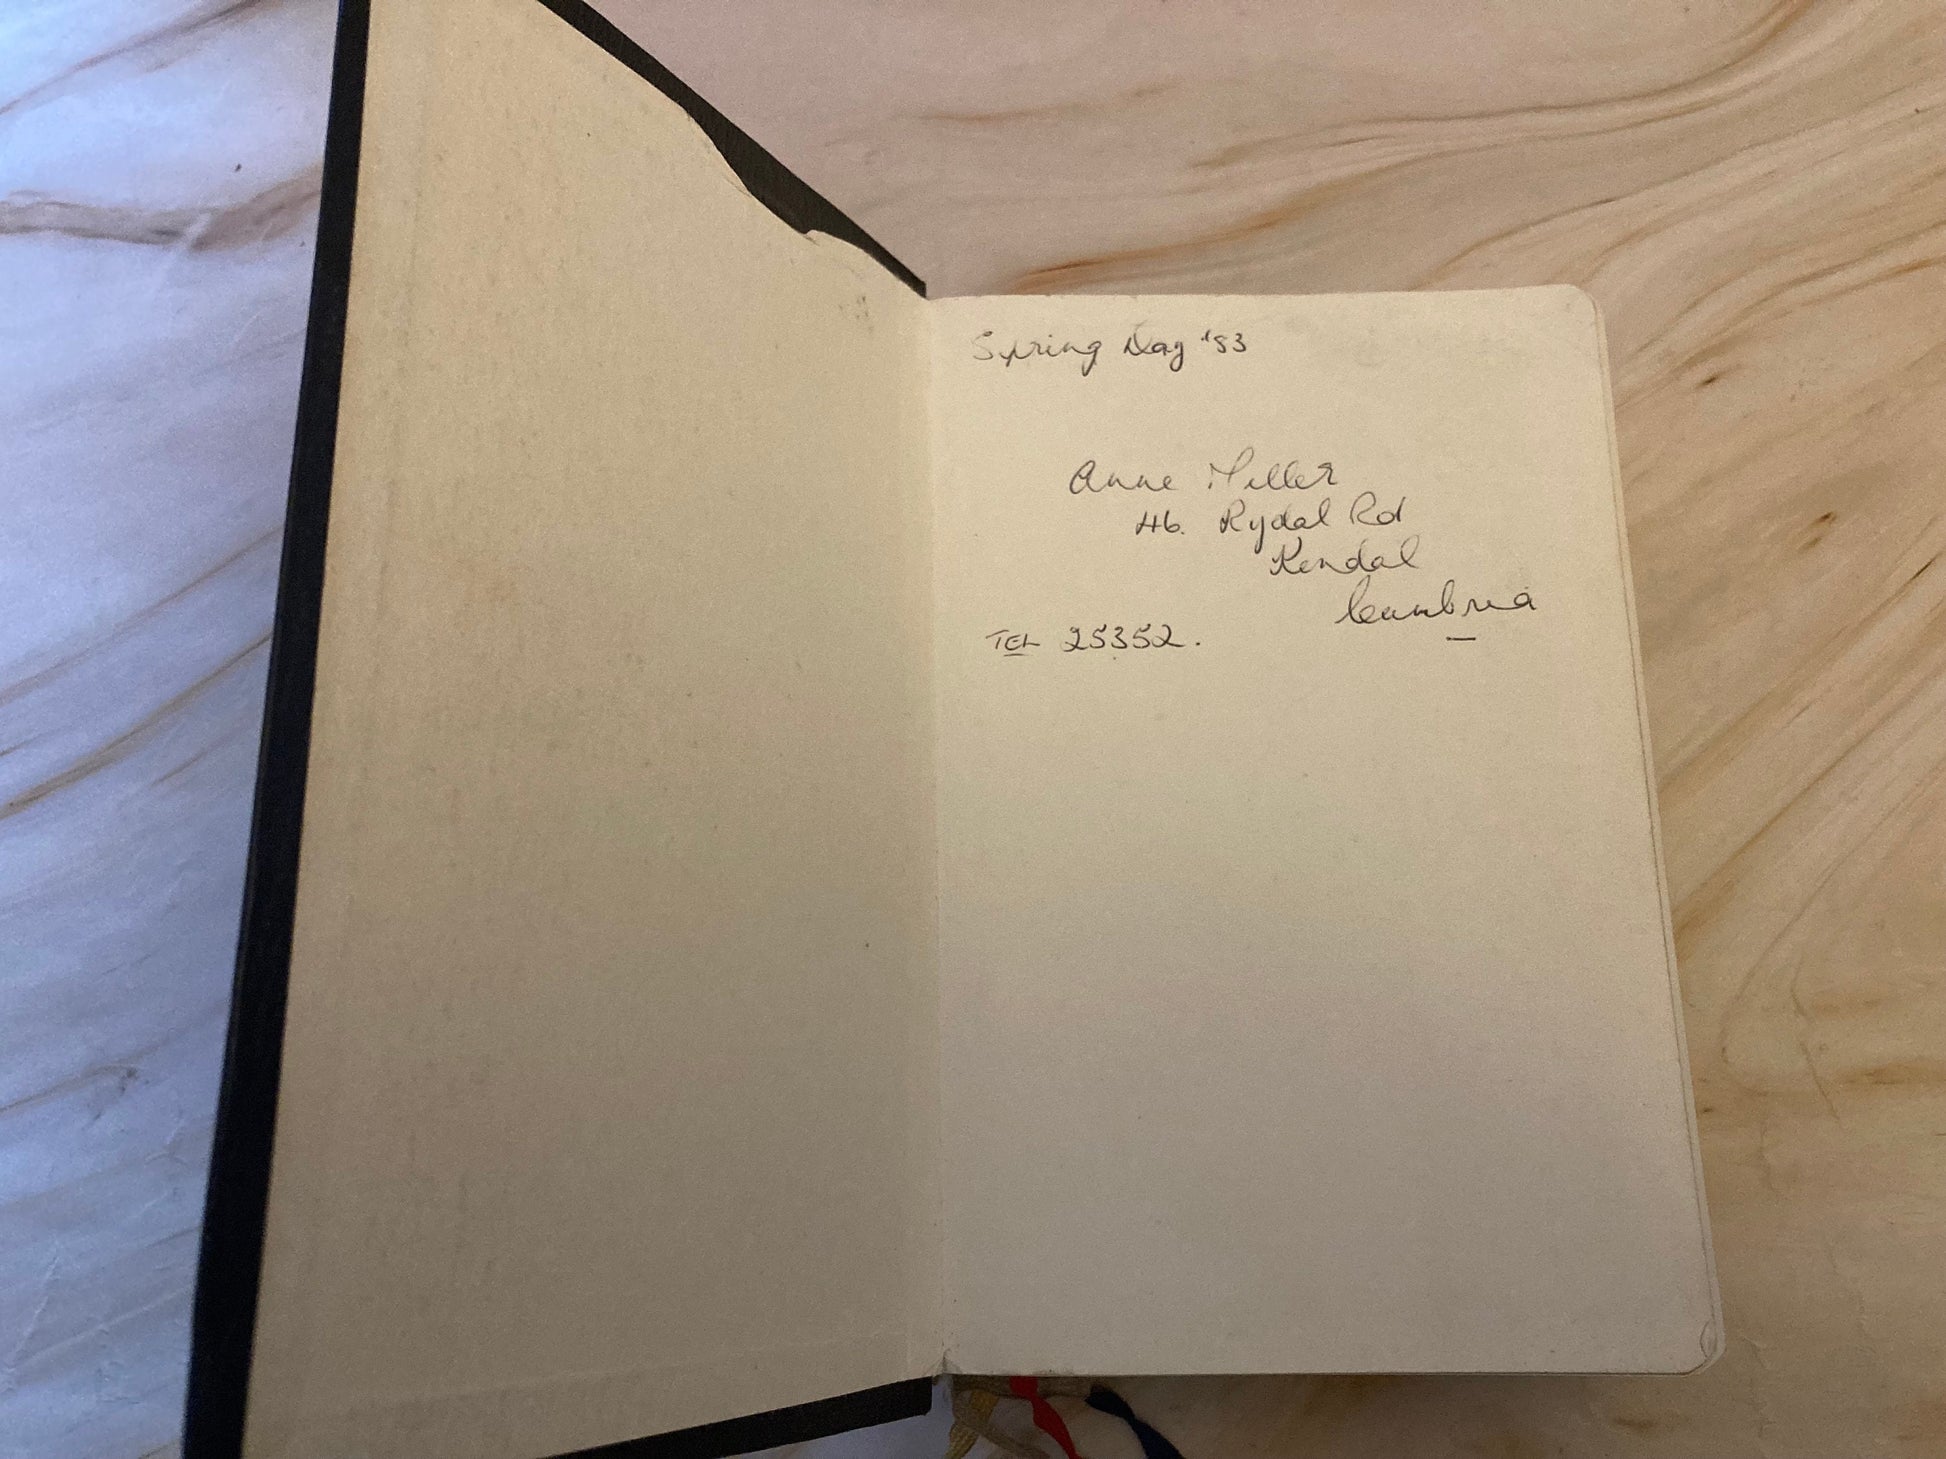 Spring Day '83
Anne Miller
46. Rydal Rd
Kendal
Cumbria
TEL 25352.